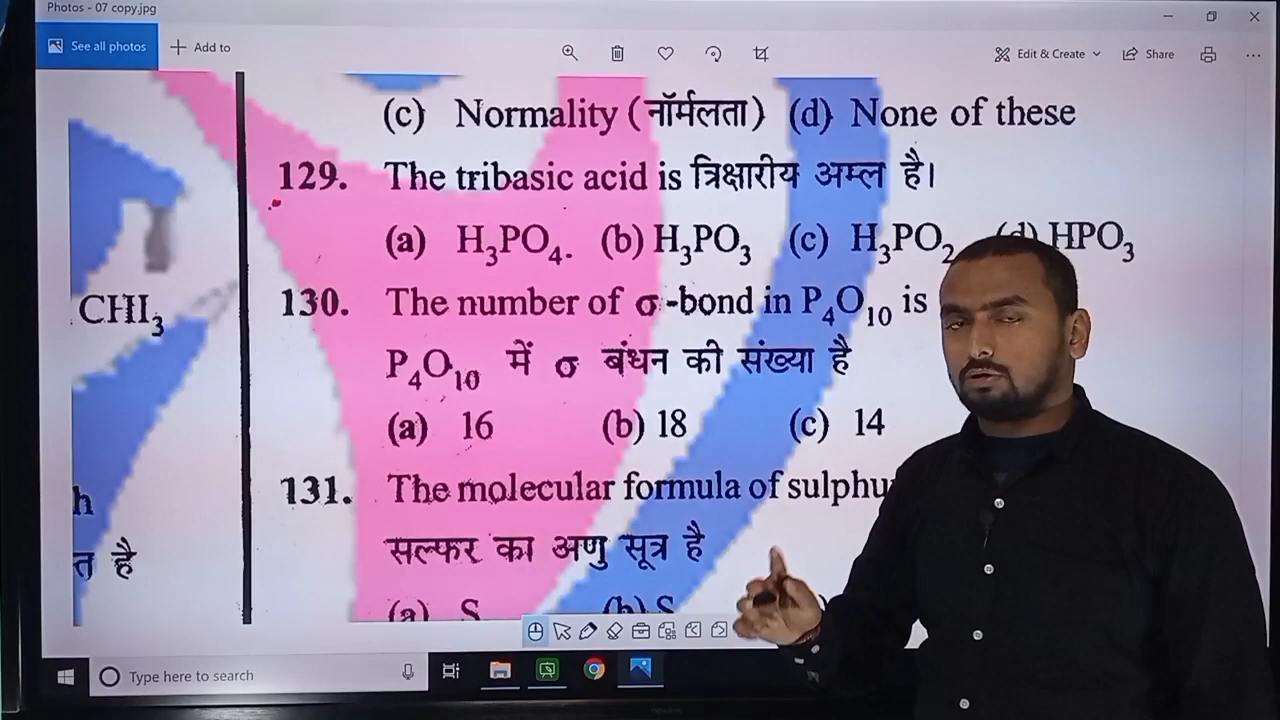 Photos - 07 copy.jpg
See all photos
Add to
Edit & Create
Share
(c) Normality (नॉर्मलता) (d) None of these
129. The tribasic acid is त्रिक्षारीय अम्ल है।
(a) H₃PO₄. (b) H₃PO₃ (c) H₃PO₂ (d) HPO₃
CHI₃
130. The number of σ-bond in P₄O₁₀ is
P₄O₁₀ में σ बंधन की संख्या है
(a) 16 (b) 18 (c) 14
h
131. The molecular formula of sulphu
सल्फर का अणु सूत्र है
त है
(a) S (b) S
Type here to search